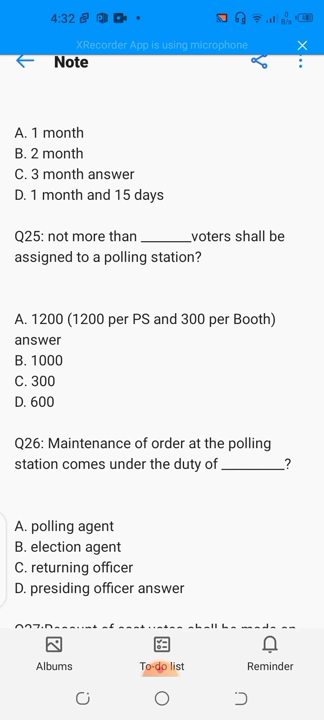 4:32
XRecorder App is using microphone
Note
A. 1 month
B. 2 month
C. 3 month answer
D. 1 month and 15 days
Q25: not more than _______voters shall be
assigned to a polling station?
A. 1200 (1200 per PS and 300 per Booth)
answer
B. 1000
C. 300
D. 600
Q26: Maintenance of order at the polling
station comes under the duty of _________?
A. polling agent
B. election agent
C. returning officer
D. presiding officer answer
Albums
To-do list
Reminder